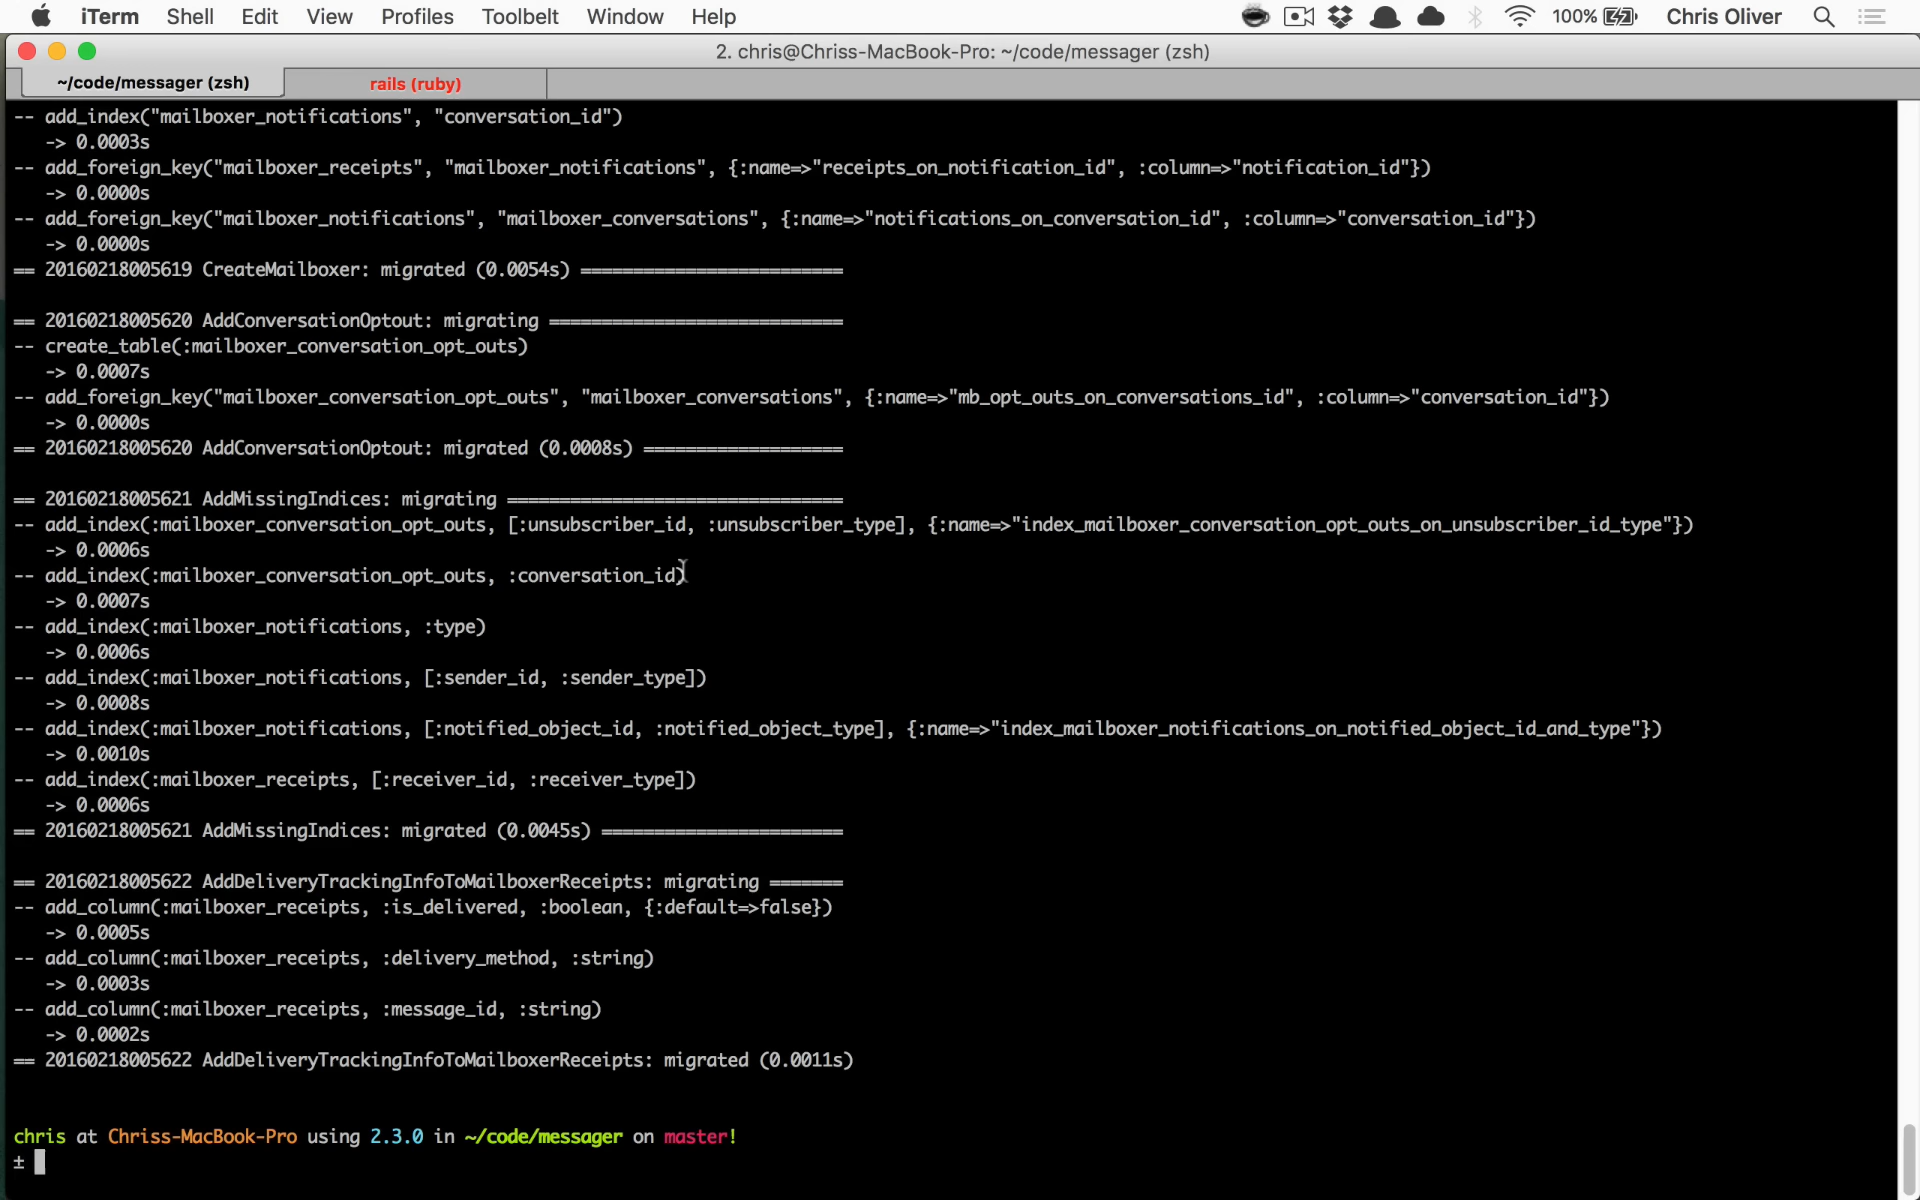 iTerm Shell Edit View Profiles Toolbelt Window Help 100% Chris Oliver
2. chris@Chriss-MacBook-Pro: ~/code/messager (zsh)
~/code/messager (zsh) rails (ruby)
-- add_index("mailboxer_notifications", "conversation_id")
-> 0.0003s
-- add_foreign_key("mailboxer_receipts", "mailboxer_notifications", {:name=>"receipts_on_notification_id", :column=>"notification_id"})
-> 0.0000s
-- add_foreign_key("mailboxer_notifications", "mailboxer_conversations", {:name=>"notifications_on_conversation_id", :column=>"conversation_id"})
-> 0.0000s
== 20160218005619 CreateMailboxer: migrated (0.0054s) =========================
== 20160218005620 AddConversationOptout: migrating ============================
-- create_table(:mailboxer_conversation_opt_outs)
-> 0.0007s
-- add_foreign_key("mailboxer_conversation_opt_outs", "mailboxer_conversations", {:name=>"mb_opt_outs_on_conversations_id", :column=>"conversation_id"})
-> 0.0000s
== 20160218005620 AddConversationOptout: migrated (0.0008s) ===================
== 20160218005621 AddMissingIndices: migrating ================================
-- add_index(:mailboxer_conversation_opt_outs, [:unsubscriber_id, :unsubscriber_type], {:name=>"index_mailboxer_conversation_opt_outs_on_unsubscriber_id_type"})
-> 0.0006s
-- add_index(:mailboxer_conversation_opt_outs, :conversation_id)
-> 0.0007s
-- add_index(:mailboxer_notifications, :type)
-> 0.0006s
-- add_index(:mailboxer_notifications, [:sender_id, :sender_type])
-> 0.0008s
-- add_index(:mailboxer_notifications, [:notified_object_id, :notified_object_type], {:name=>"index_mailboxer_notifications_on_notified_object_id_and_type"})
-> 0.0010s
-- add_index(:mailboxer_receipts, [:receiver_id, :receiver_type])
-> 0.0006s
== 20160218005621 AddMissingIndices: migrated (0.0045s) =======================
== 20160218005622 AddDeliveryTrackingInfoToMailboxerReceipts: migrating =======
-- add_column(:mailboxer_receipts, :is_delivered, :boolean, {:default=>false})
-> 0.0005s
-- add_column(:mailboxer_receipts, :delivery_method, :string)
-> 0.0003s
-- add_column(:mailboxer_receipts, :message_id, :string)
-> 0.0002s
== 20160218005622 AddDeliveryTrackingInfoToMailboxerReceipts: migrated (0.0011s)
chris at Chriss-MacBook-Pro using 2.3.0 in ~/code/messager on master!
±